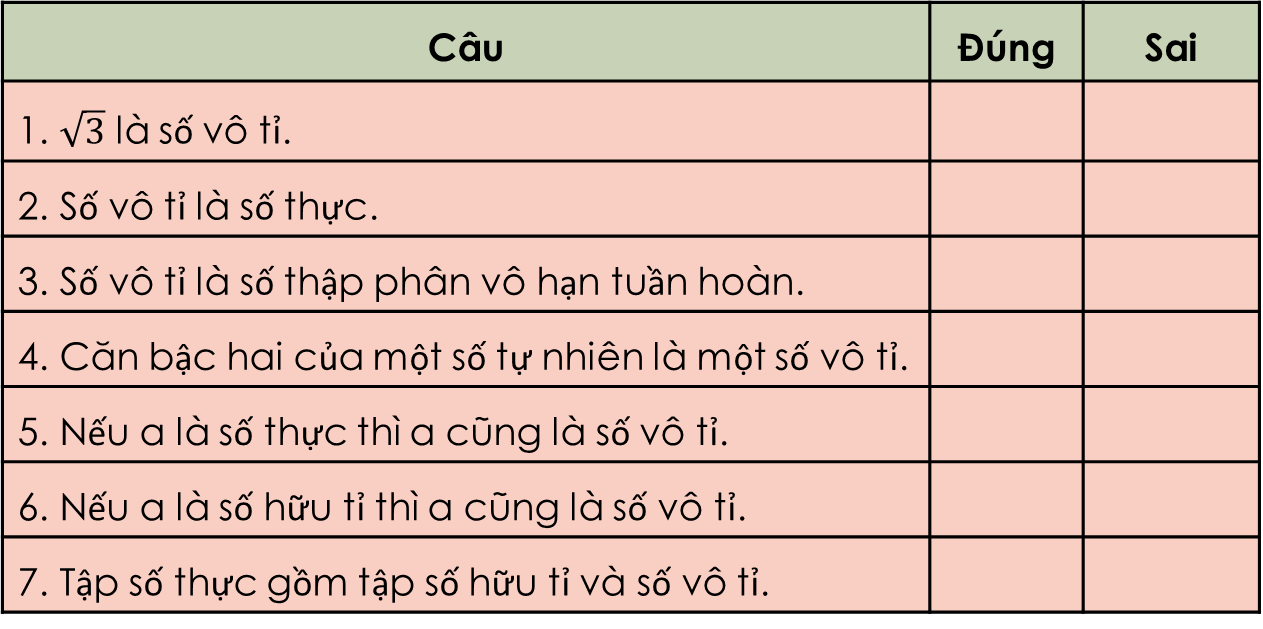 Câu Đúng Sai
1. √3 là số vô tỉ.
2. Số vô tỉ là số thực.
3. Số vô tỉ là số thập phân vô hạn tuần hoàn.
4. Căn bậc hai của một số tự nhiên là một số vô tỉ.
5. Nếu a là số thực thì a cũng là số vô tỉ.
6. Nếu a là số hữu tỉ thì a cũng là số vô tỉ.
7. Tập số thực gồm tập số hữu tỉ và số vô tỉ.